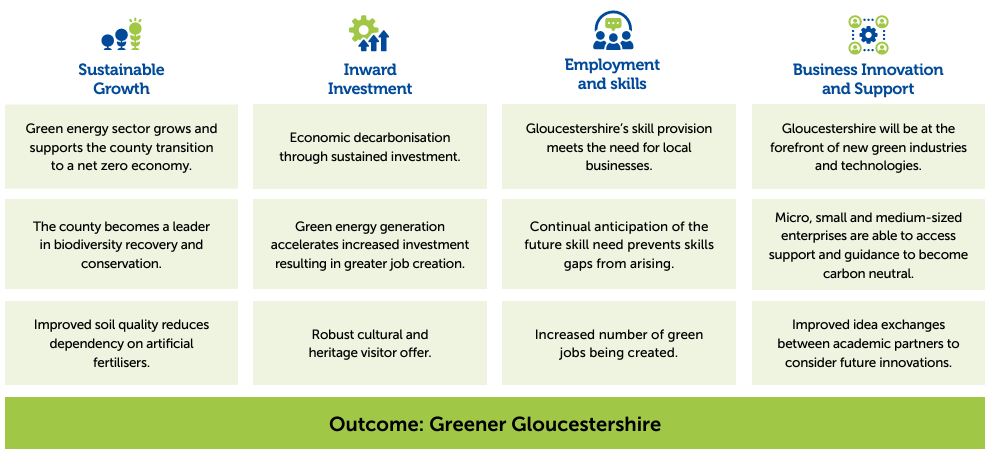 Sustainable
Growth
Inward
Investment
Employment
and skills
Business Innovation
and Support
Green energy sector grows and
supports the county transition
to a net zero economy.
Economic decarbonisation
through sustained investment.
Gloucestershire's skill provision
meets the need for local
businesses.
Gloucestershire will be at the
forefront of new green industries
and technologies.
The county becomes a leader
in biodiversity recovery and
conservation.
Green energy generation
accelerates increased investment
resulting in greater job creation.
Continual anticipation of the
future skill need prevents skills
gaps from arising.
Micro, small and medium-sized
enterprises are able to access
support and guidance to become
carbon neutral.
Improved soil quality reduces
dependency on artificial
fertilisers.
Robust cultural and
heritage visitor offer.
Increased number of green
jobs being created.
Improved idea exchanges
between academic partners to
consider future innovations.
Outcome: Greener Gloucestershire